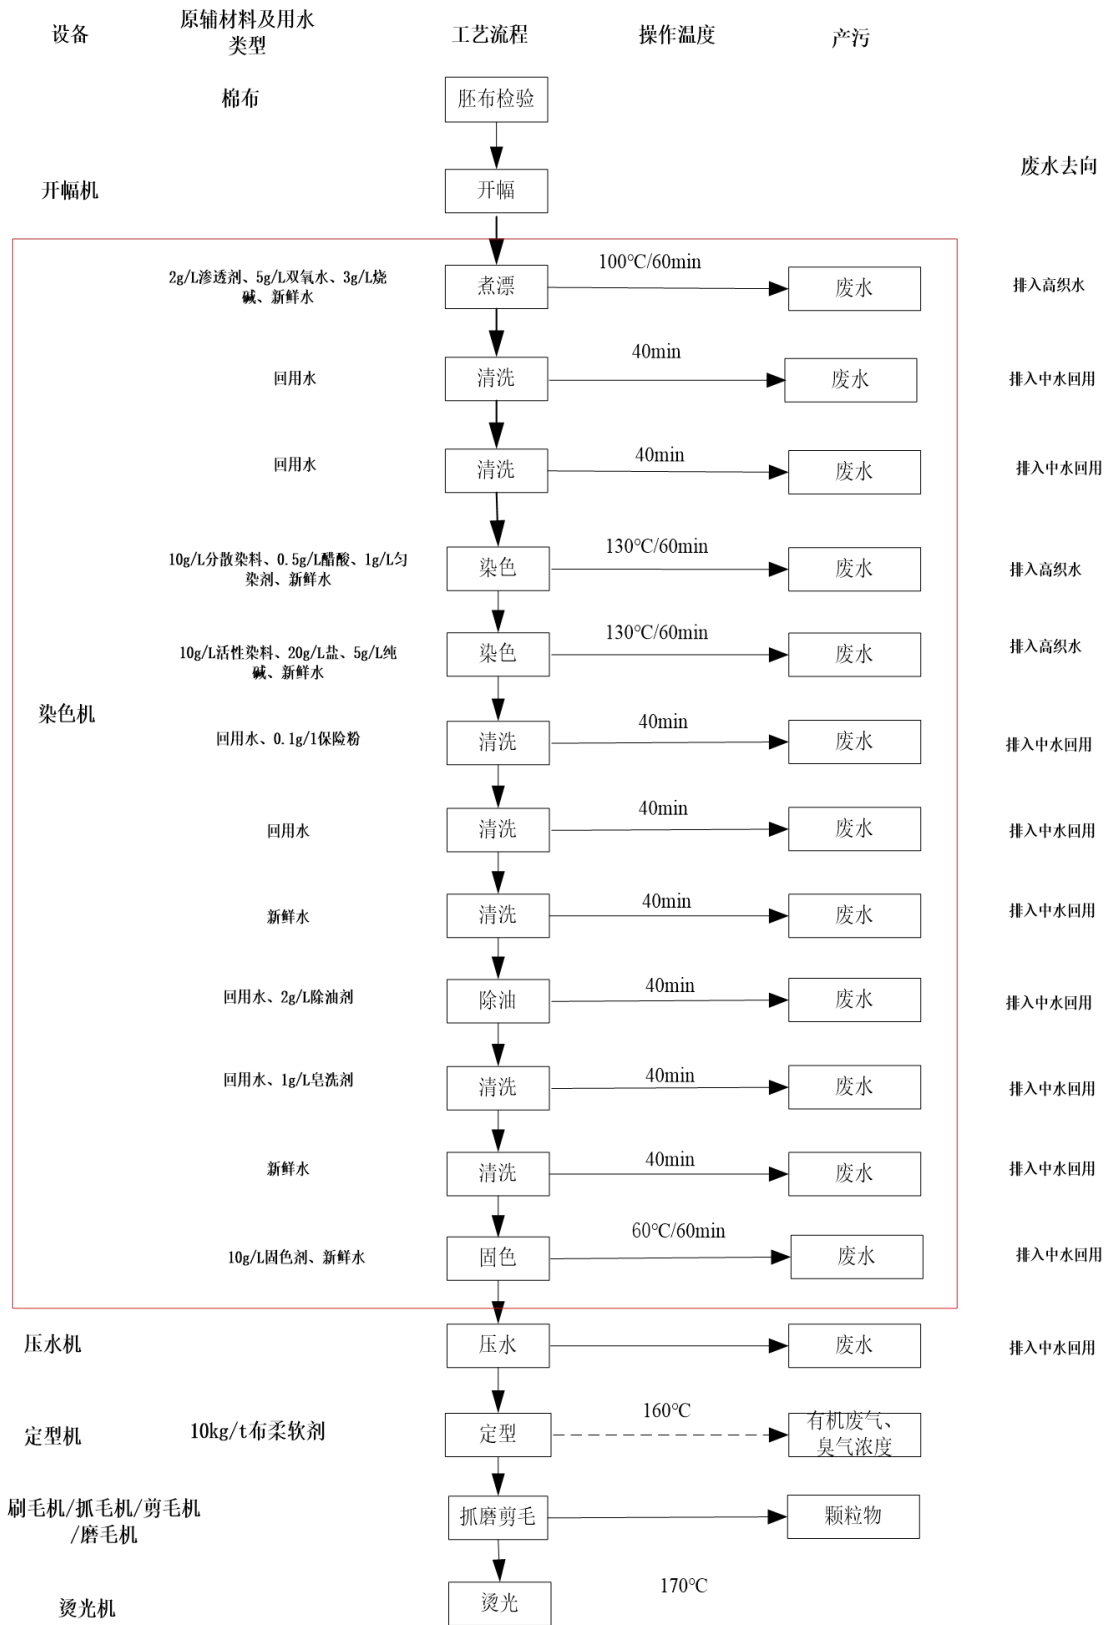 设备
原辅材料及用水
类型
工艺流程
操作温度
产污
棉布
胚布检验
废水去向
开幅机
开幅
2g/L渗透剂、5g/L双氧水、3g/L烧
碱、新鲜水
煮漂
100℃/60min
废水
排入高织水
回用水
清洗
40min
废水
排入中水回用
回用水
清洗
40min
废水
排入中水回用
10g/L分散染料、0.5g/L醋酸、1g/L匀
染剂、新鲜水
染色
130℃/60min
废水
排入高织水
10g/L活性染料、20g/L盐、5g/L纯
碱、新鲜水
染色
130℃/60min
废水
排入高织水
染色机
回用水、0.1g/l保险粉
清洗
40min
废水
排入中水回用
回用水
清洗
40min
废水
排入中水回用
新鲜水
清洗
40min
废水
排入中水回用
回用水、2g/L除油剂
除油
40min
废水
排入中水回用
回用水、1g/L皂洗剂
清洗
40min
废水
排入中水回用
新鲜水
清洗
40min
废水
排入中水回用
10g/L固色剂、新鲜水
固色
60℃/60min
废水
排入中水回用
压水机
压水
废水
排入中水回用
定型机
10kg/t布柔软剂
定型
160℃
有机废气、
臭气浓度
刷毛机/抓毛机/剪毛机
/磨毛机
抓磨剪毛
颗粒物
烫光机
烫光
170℃